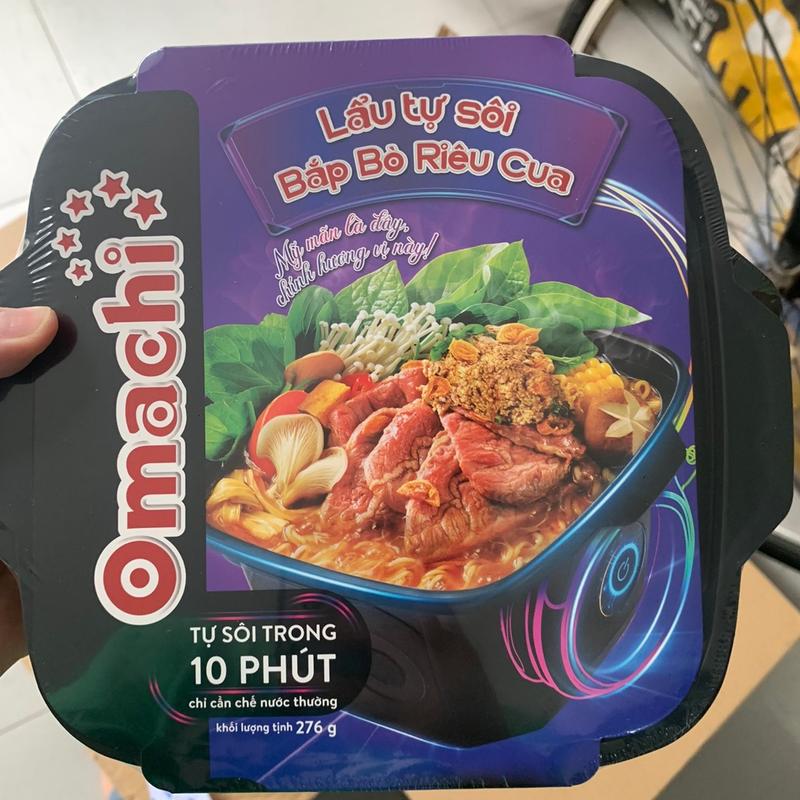 Lẩu tự sôi
Bắp Bò Riêu Cua
Mỹ mãn là đây,
chính hương vị này!
Omachi
TỰ SÔI TRONG
10 PHÚT
chỉ cần chế nước thường
khối lượng tịnh 276 g